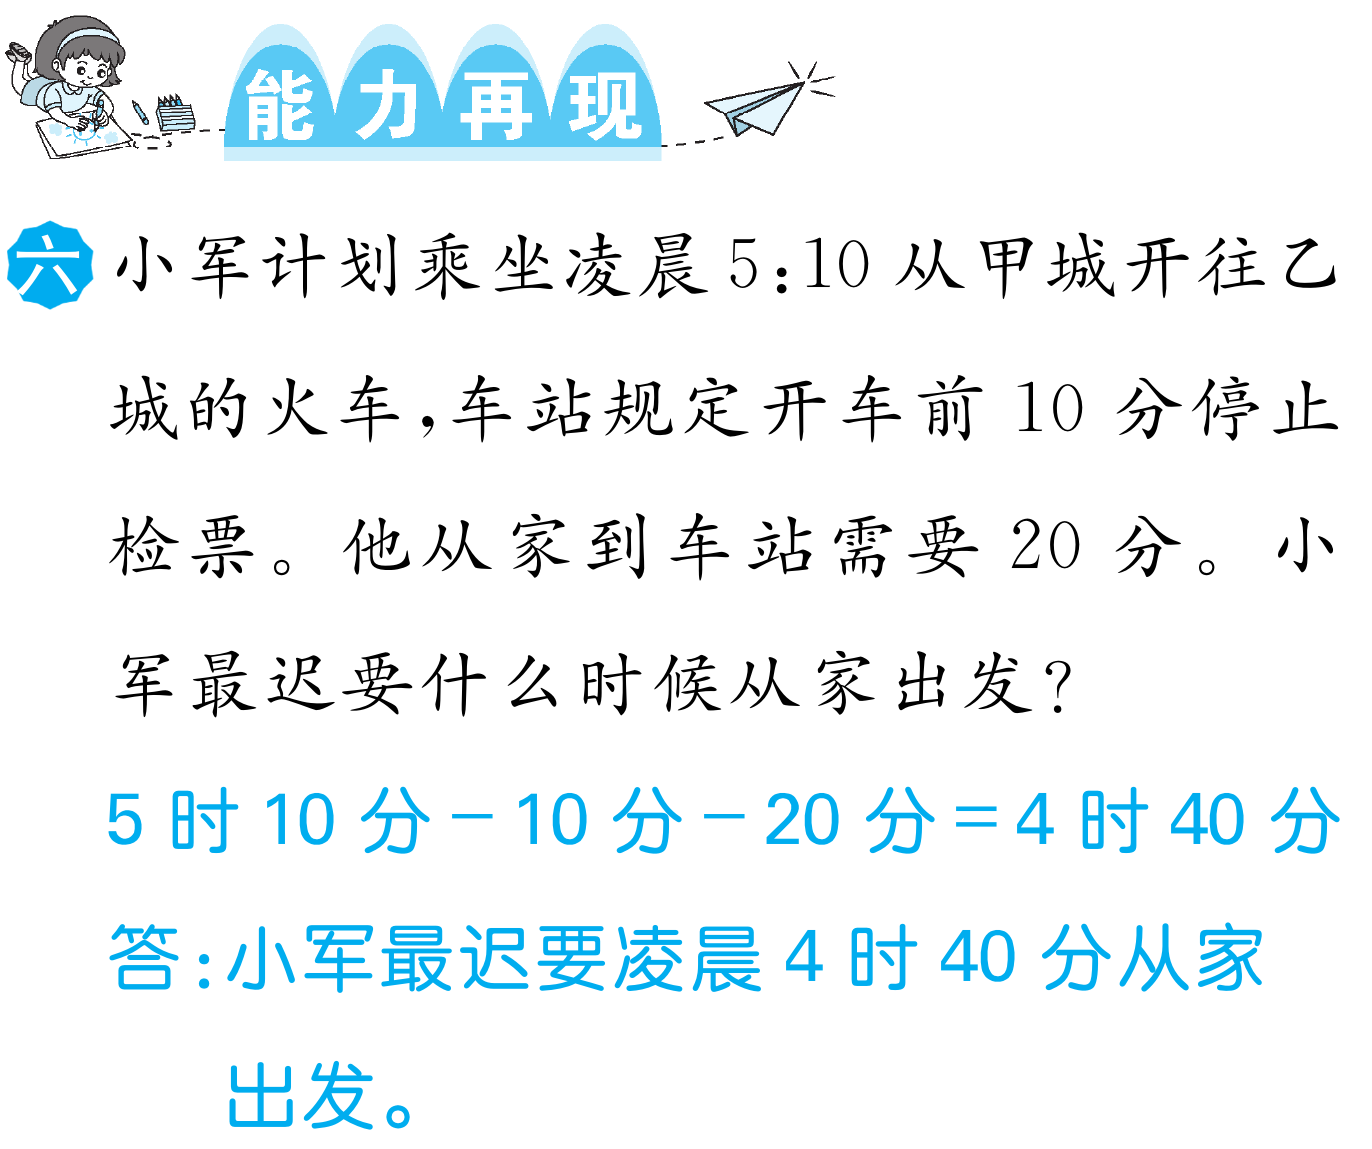 能力再现
六 小军计划乘坐凌晨5:10从甲城开往乙
城的火车,车站规定开车前10分停止
检票。他从家到车站需要20分。小
军最迟要什么时候从家出发?
5时10分-10分-20分=4时40分
答:小军最迟要凌晨4时40分从家
出发。